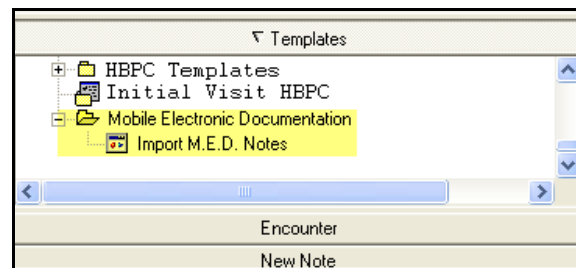 Templates
HBPC Templates
Initial Visit HBPC
Mobile Electronic Documentation
Import M.E.D. Notes
Encounter
New Note